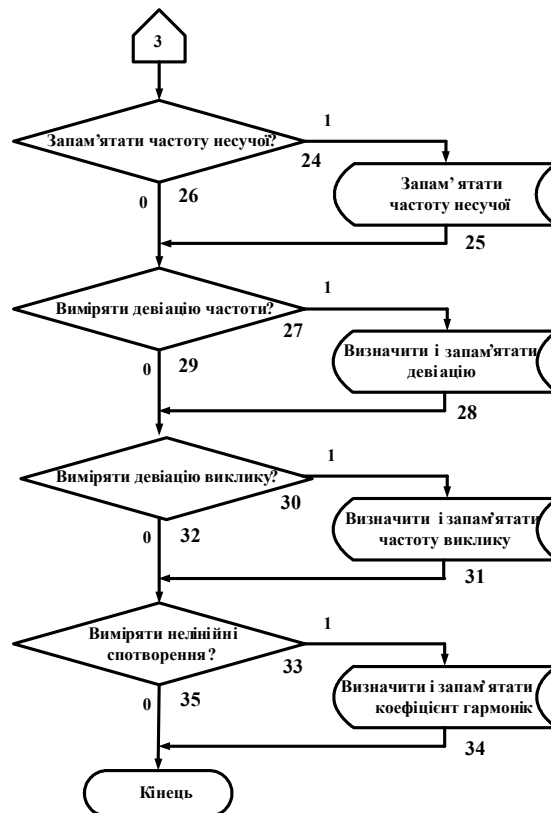 3
Запам’ятати частоту несучої?
1
24
Запам’ ятати
частоту несучої
0
26
25
Виміряти девіацію частоти?
1
27
Визначити і запам'ятати
девіацію
0
29
28
Виміряти девіацію виклику?
1
30
Визначити і запам'ятати
частоту виклику
0
32
31
Виміряти нелінійні
спотворення?
1
33
Визначити і запам'ятати
коефіцієнт гармонік
0
35
34
Кінець